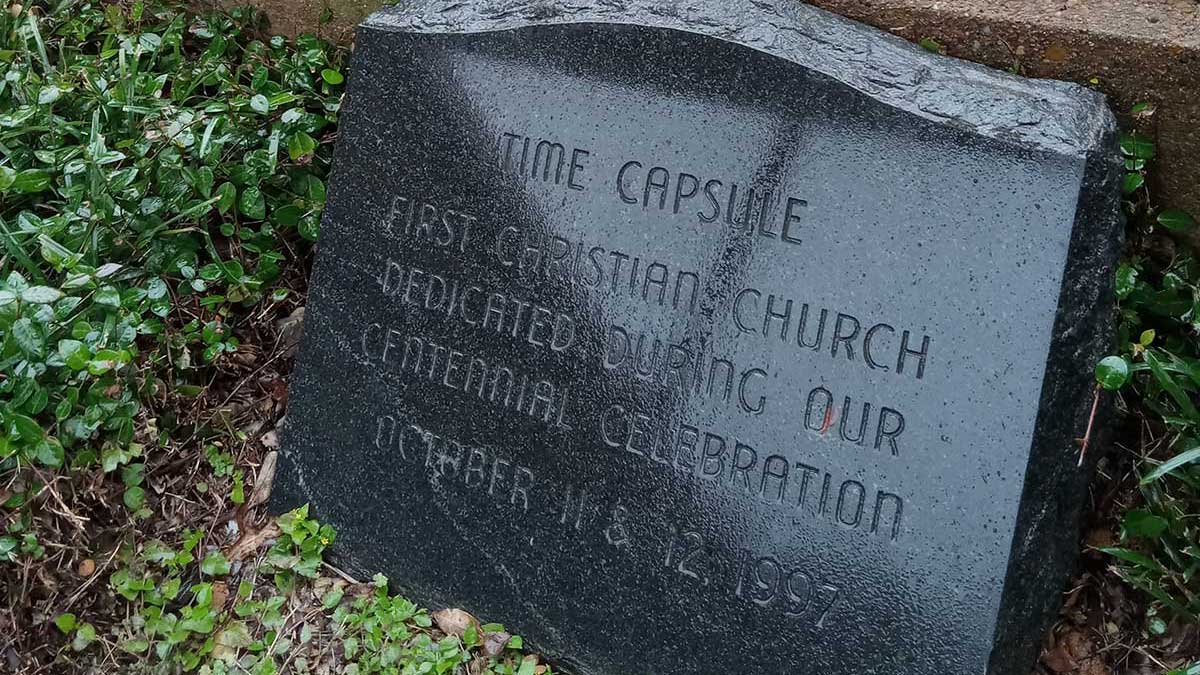 TIME CAPSULE
FIRST CHRISTIAN CHURCH
DEDICATED DURING OUR
CENTENNIAL CELEBRATION
OCTOBER 11 & 12, 1997